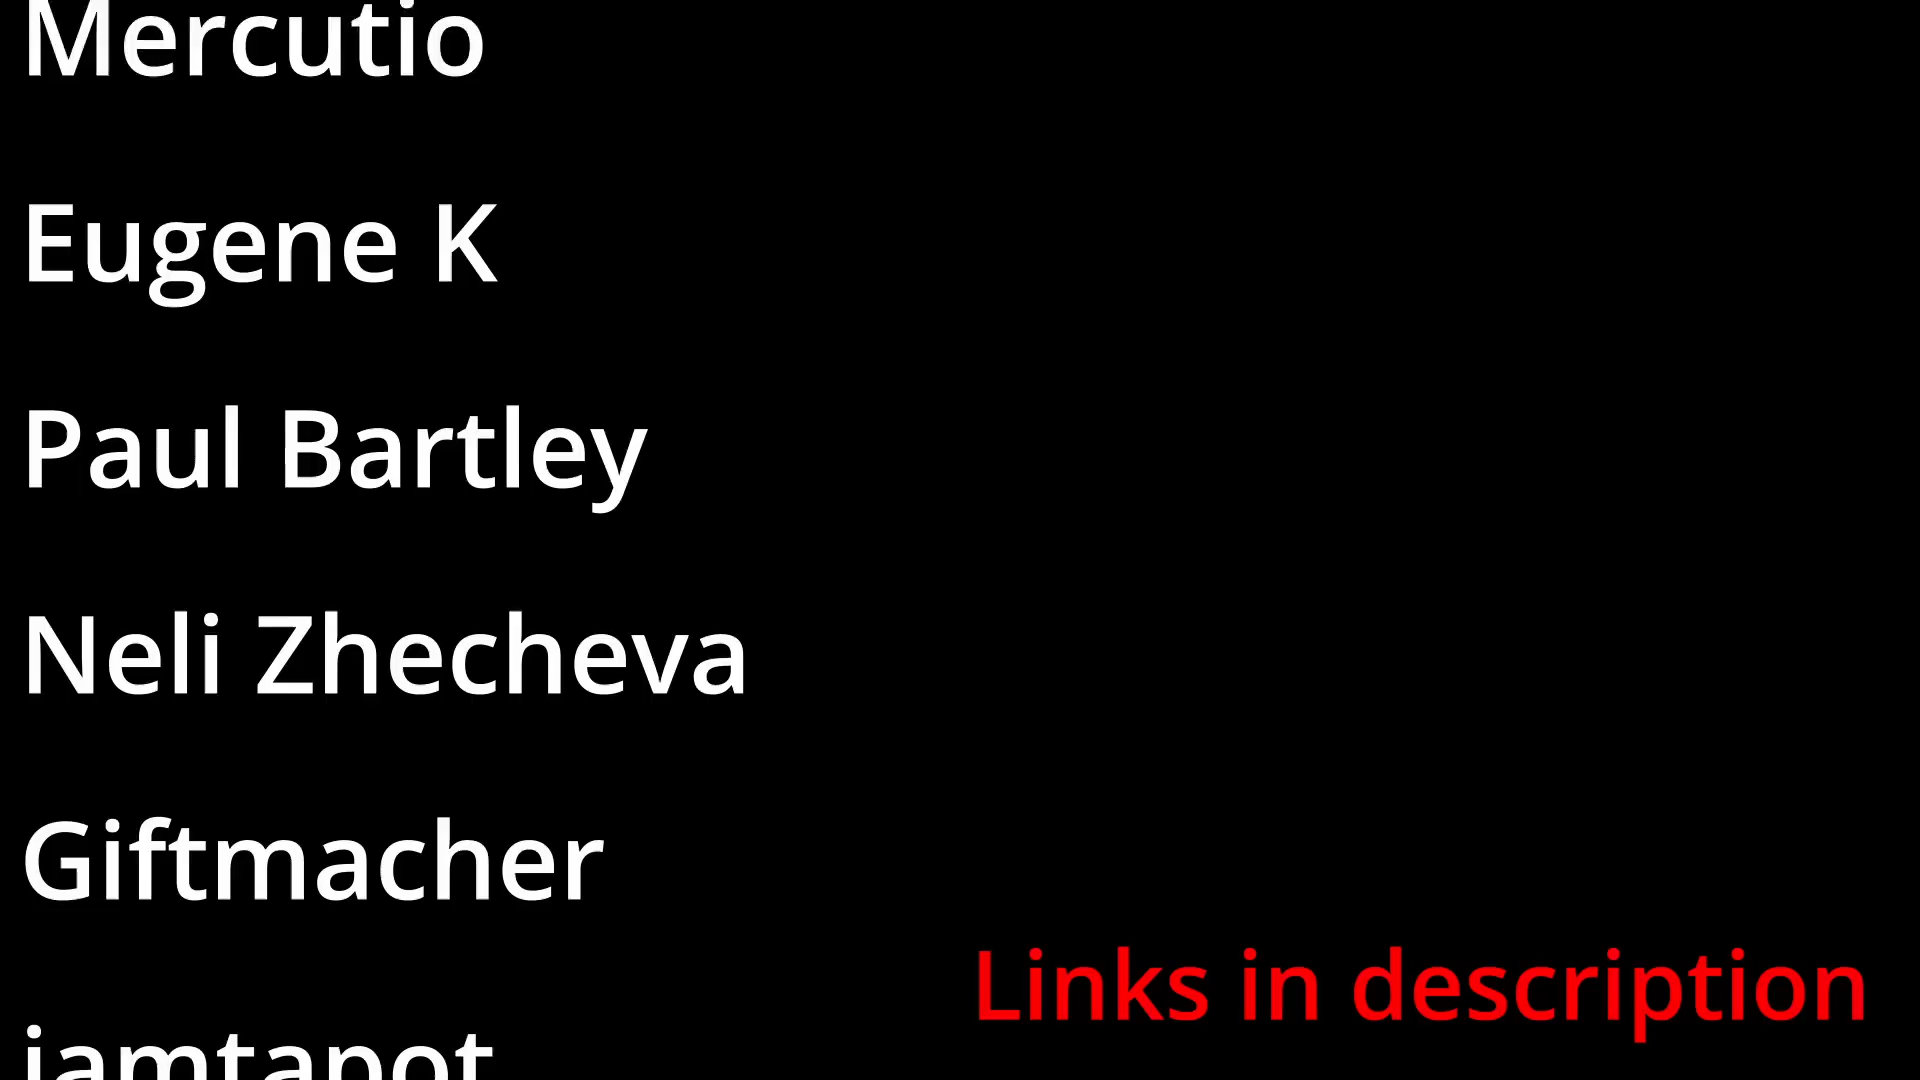 Mercutio
Eugene K
Paul Bartley
Neli Zhecheva
Giftmacher
Links in description